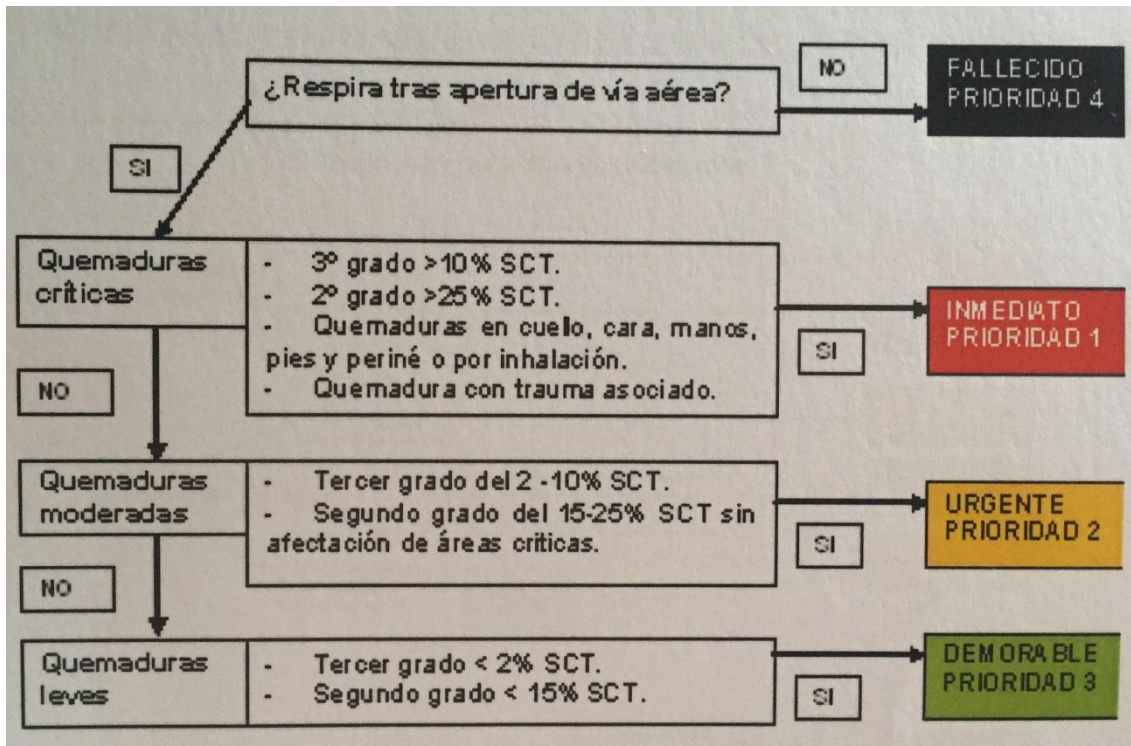 ¿Respira tras apertura de vía aérea?
NO
FALLECIDO
PRIORIDAD 4
SI
Quemaduras
críticas
- 3º grado >10% SCT.
- 2º grado >25% SCT.
- Quemaduras en cuello, cara, manos,
pies y periné o por inhalación.
- Quemadura con trauma asociado.
SI
INMEDIATO
PRIORIDAD 1
NO
Quemaduras
moderadas
- Tercer grado del 2 -10% SCT.
- Segundo grado del 15-25% SCT sin
afectación de áreas criticas.
SI
URGENTE
PRIORIDAD 2
NO
Quemaduras
leves
- Tercer grado < 2% SCT.
- Segundo grado < 15% SCT.
SI
DEMORABLE
PRIORIDAD 3